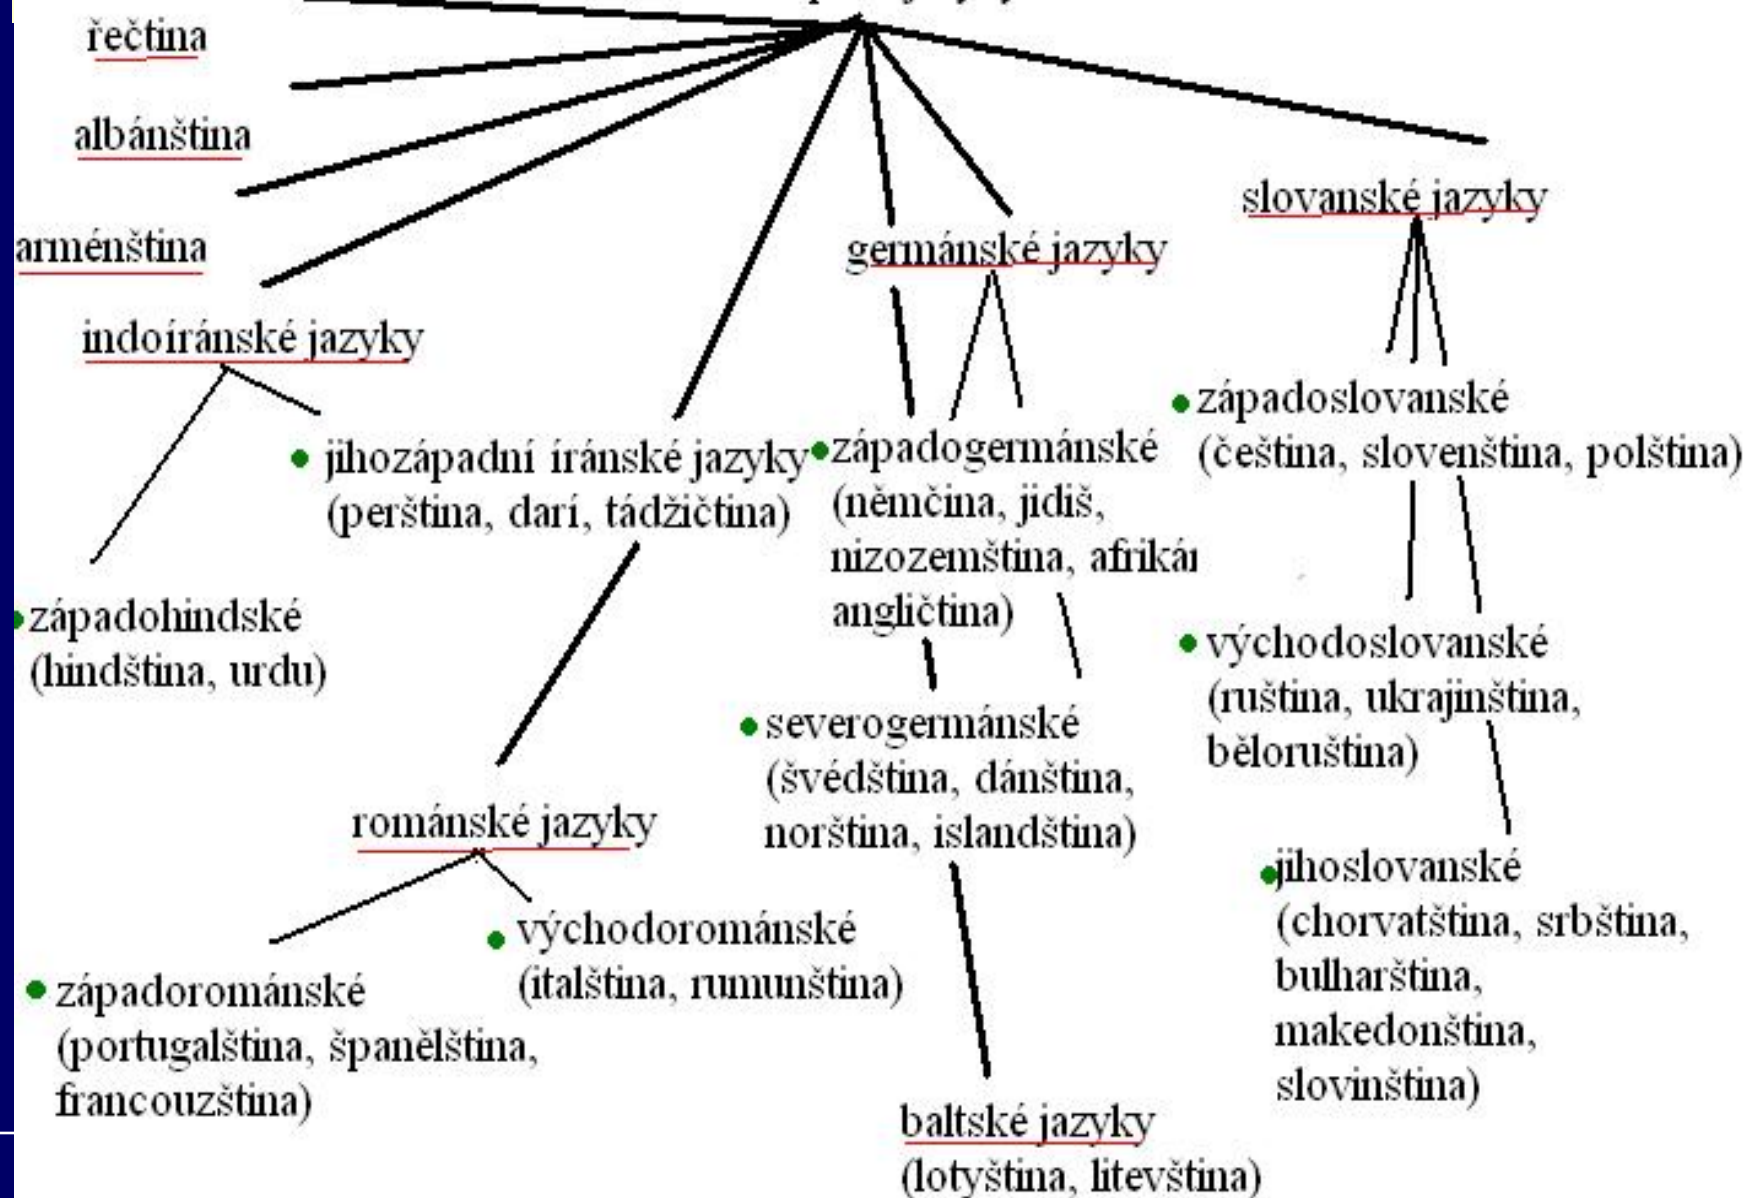 řečtina
albánština
arménština
indoíránské jazyky
jihozápadní íránské jazyky
(perština, darí, tádžičtina)
západohindské
(hindština, urdu)
románské jazyky
západorománské
(portugalština, španělština,
francouzština)
východorománské
(italština, rumunština)
germánské jazyky
západogermánské
(němčina, jidiš,
nizozemština,
angličtina)
severogermánské
(švédština, dánština,
norština, islandština)
baltské jazyky
(lotyština, litevština)
slovanské jazyky
západoslovanské
(čeština, slovenština, polština)
východoslovanské
(ruština, ukrajinština,
běloruština)
jihoslovanské
(chorvatština, srbština,
bulharština,
makedonština,
slovinština)